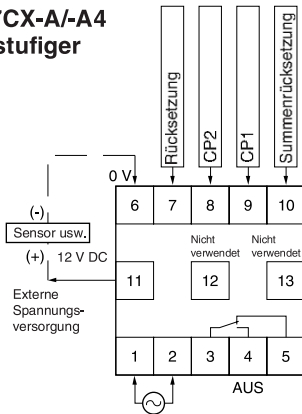 7CX-A/-A4
stufiger
Rücksetzung
CP2
CP1
Summenrücksetzung
0 V
6 7 8 9 10
(-)
Sensor usw.
(+) 12 V DC
Externe
Spannungs-
versorgung
Nicht
verwendet
Nicht
verwendet
11 12 13
1 2 3 4 5
AUS